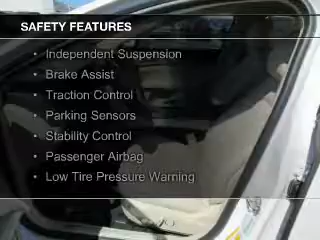 SAFETY FEATURES
• Independent Suspension
• Brake Assist
• Traction Control
• Parking Sensors
• Stability Control
• Passenger Airbag
• Low Tire Pressure Warning